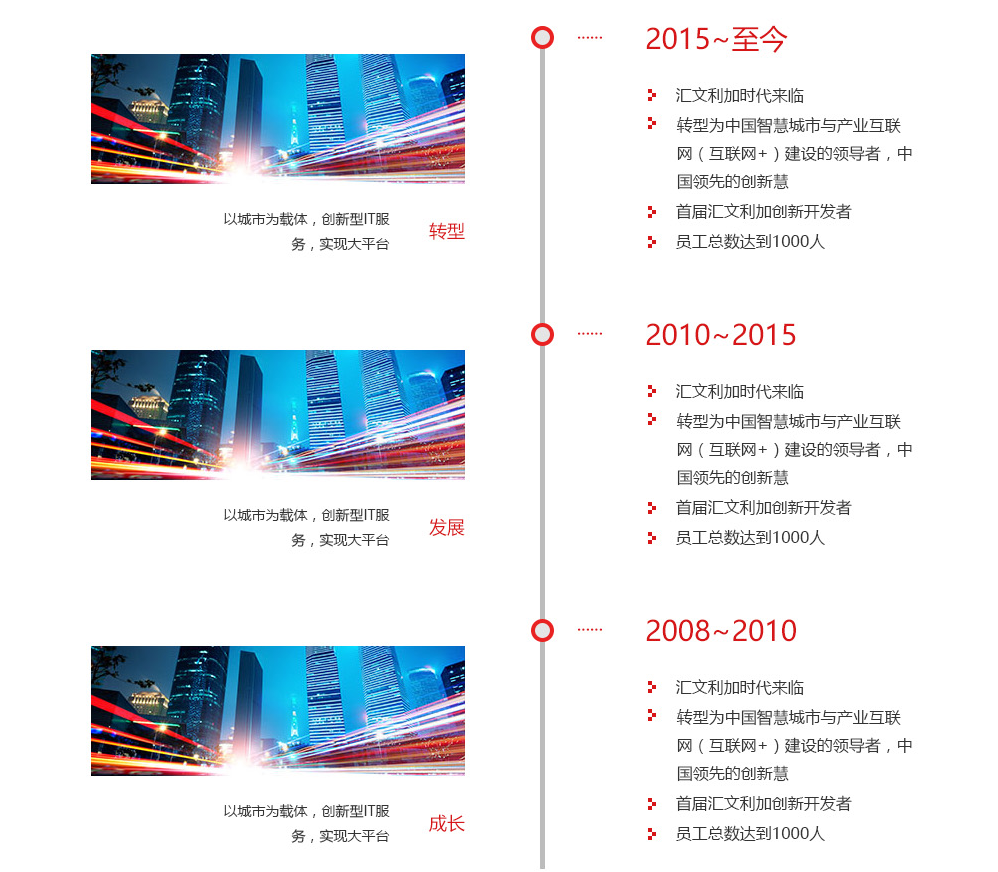 2015~至今
汇文利加时代来临
转型为中国智慧城市与产业互联
网（互联网+）建设的领导者，中
国领先的创新慧
首届汇文利加创新开发者
员工总数达到1000人
以城市为载体，创新型IT服
务，实现大平台
转型
2010~2015
汇文利加时代来临
转型为中国智慧城市与产业互联
网（互联网+）建设的领导者，中
国领先的创新慧
首届汇文利加创新开发者
员工总数达到1000人
以城市为载体，创新型IT服
务，实现大平台
发展
2008~2010
汇文利加时代来临
转型为中国智慧城市与产业互联
网（互联网+）建设的领导者，中
国领先的创新慧
首届汇文利加创新开发者
员工总数达到1000人
以城市为载体，创新型IT服
务，实现大平台
成长